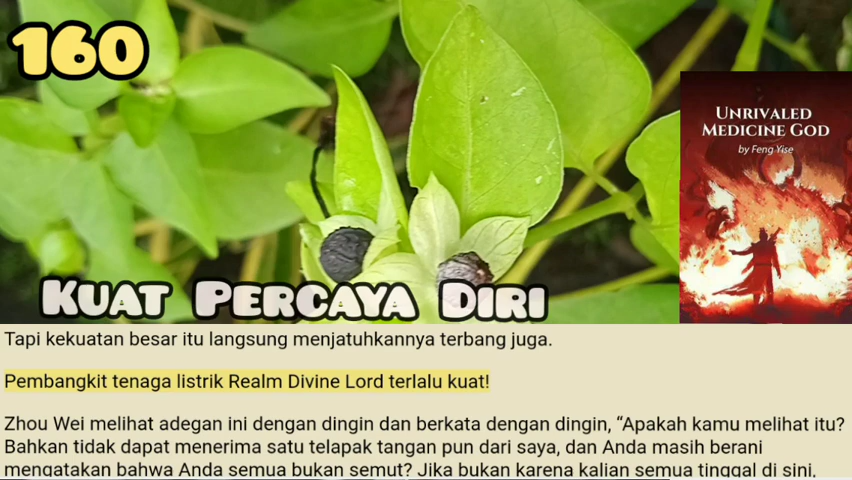 160
UNRIVALED
MEDICINE GOD
by Feng Yise
KUAT PERCAYA DIRI
Tapi kekuatan besar itu langsung menjatuhkannya terbang juga.
Pembangkit tenaga listrik Realm Divine Lord terlalu kuat!
Zhou Wei melihat adegan ini dengan dingin dan berkata dengan dingin, “Apakah kamu melihat itu?
Bahkan tidak dapat menerima satu telapak tangan pun dari saya, dan Anda masih berani
mengatakan bahwa Anda semua bukan semut? Jika bukan karena kalian semua tinggal di sini,